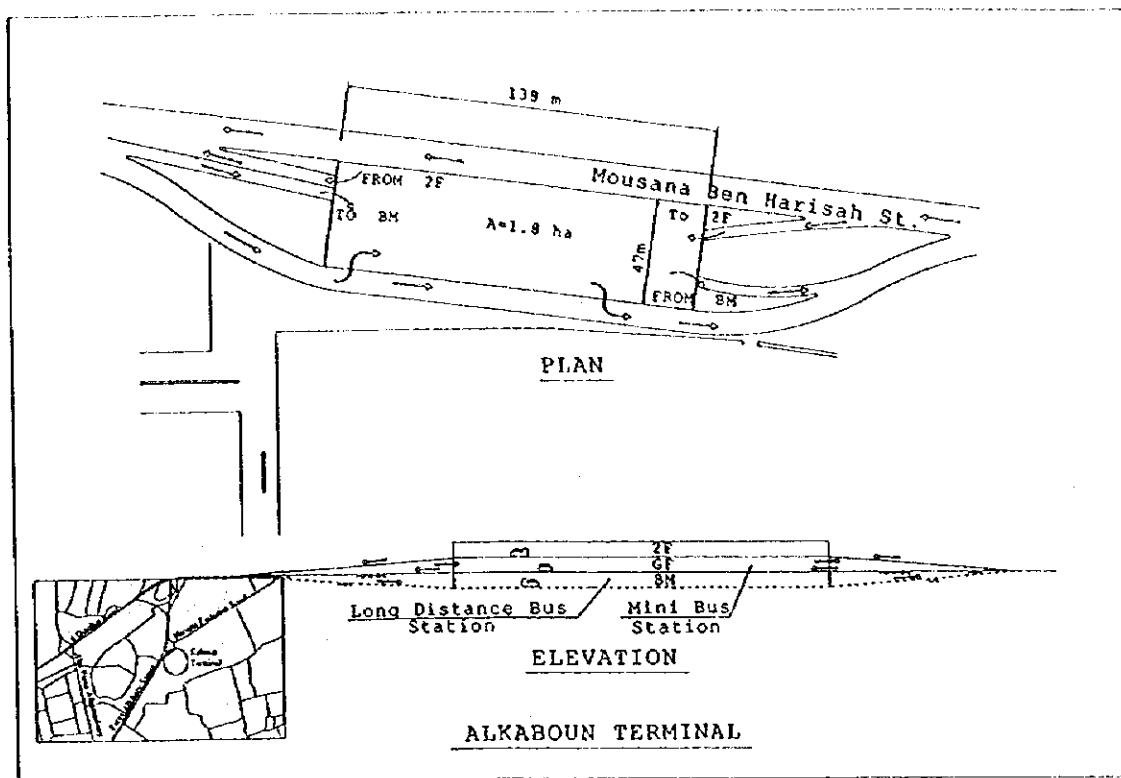 139 m
Mousana Ben Harisah St.
FROM 2F
TO BM
A=1.8 ha
47m
TO 2F
FROM BM
PLAN
2F
GF
BM
Long Distance Bus
Station
Mini Bus
Station
ELEVATION
ALKABOUN TERMINAL